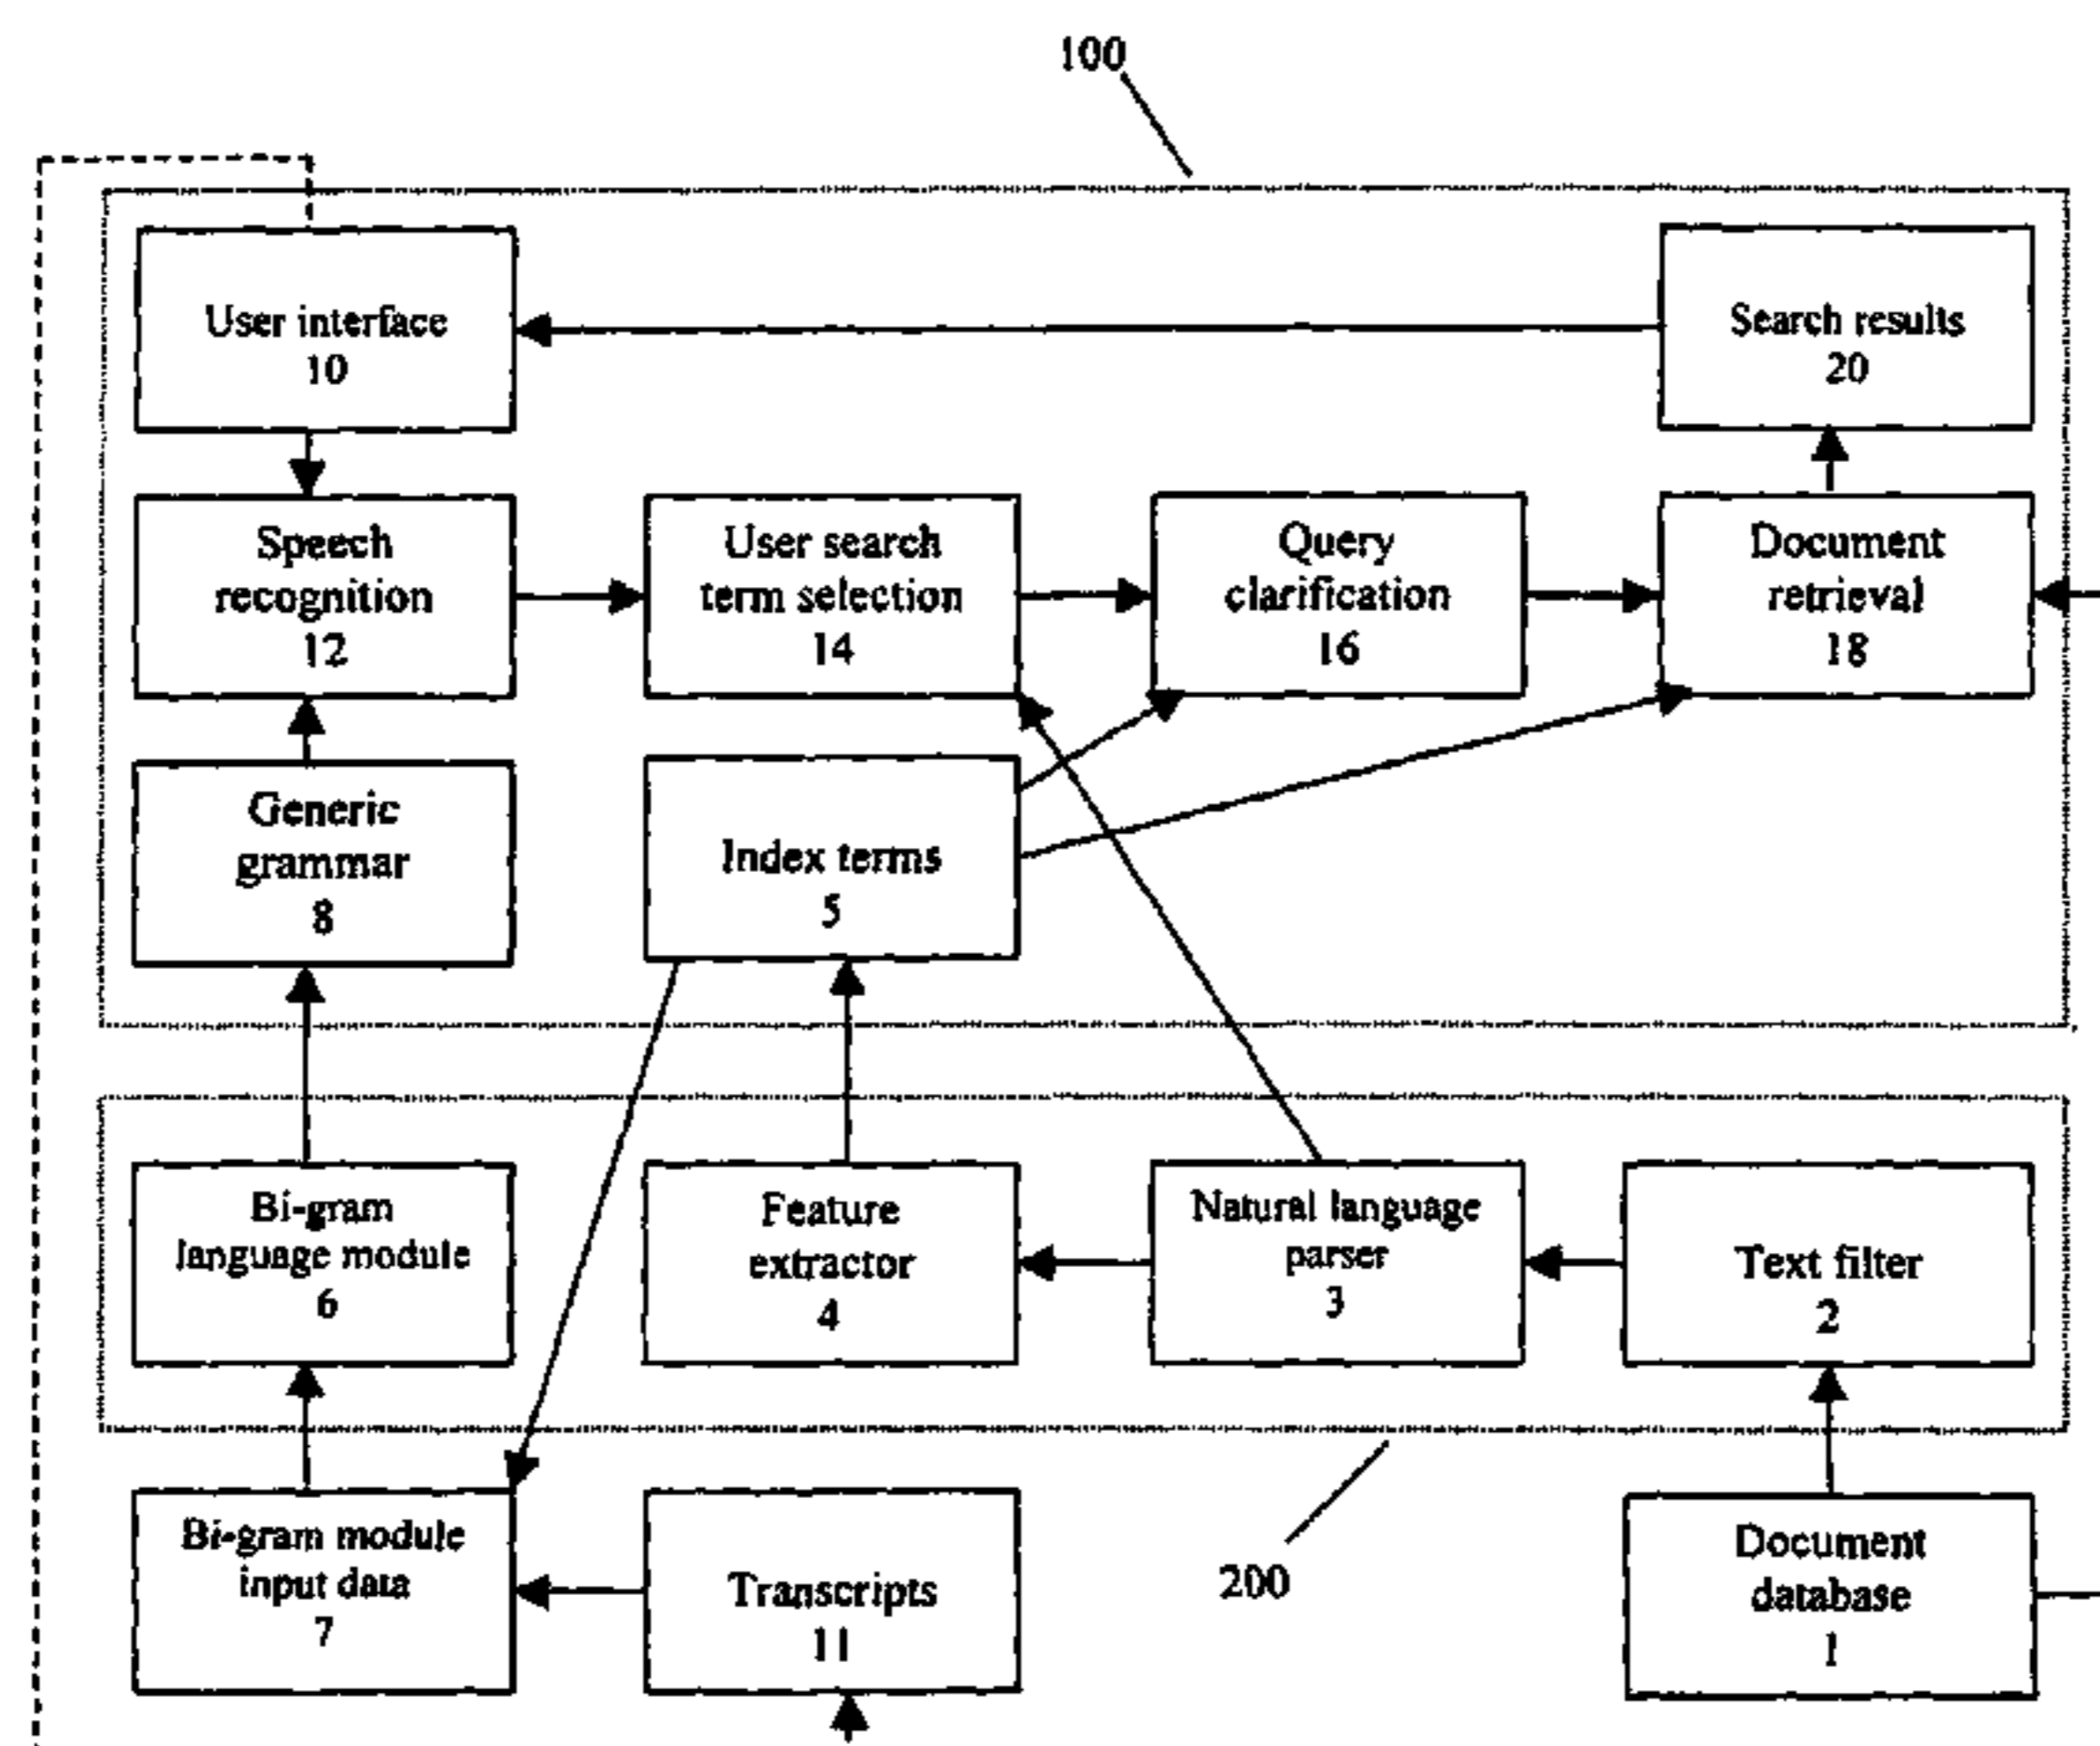 100
User interface
10
Search results
20
Speech
recognition
12
User search
term selection
14
Query
clarification
16
Document
retrieval
18
Generic
grammar
8
Index terms
5
Bi-gram
language module
6
Feature
extractor
4
Natural language
parser
3
Text filter
2
Bi-gram module
input data
7
Transcripts
11
200
Document
database
1